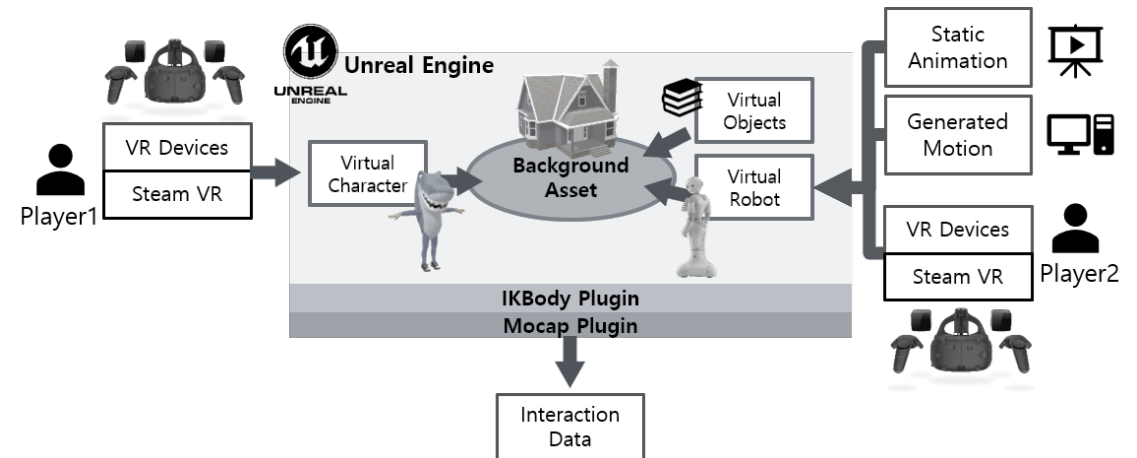 Unreal Engine
UNREAL
ENGINE
VR Devices
Steam VR
Player1
Virtual
Character
Background
Asset
Virtual
Objects
Virtual
Robot
Static
Animation
Generated
Motion
VR Devices
Steam VR
Player2
IKBody Plugin
Mocap Plugin
Interaction
Data